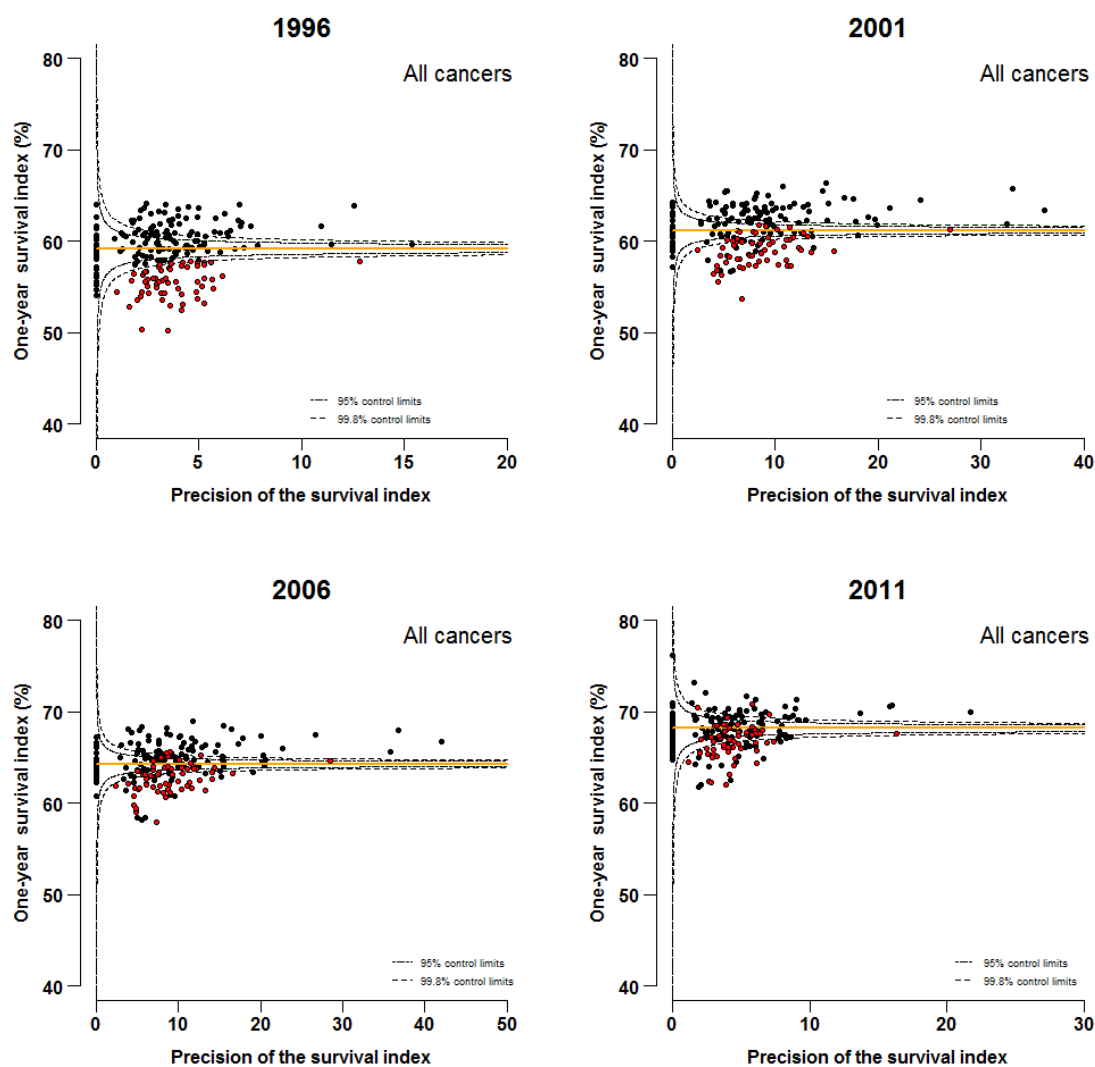 1996
All cancers
One-year survival index (%)
80
70
60
50
40
95% control limits
99.8% control limits
0 5 10 15 20
Precision of the survival index
2001
All cancers
One-year survival index (%)
80
70
60
50
40
95% control limits
99.8% control limits
0 10 20 30 40
Precision of the survival index
2006
All cancers
One-year survival index (%)
80
70
60
50
40
95% control limits
99.8% control limits
0 10 20 30 40 50
Precision of the survival index
2011
All cancers
One-year survival index (%)
80
70
60
50
40
95% control limits
99.8% control limits
0 10 20 30
Precision of the survival index